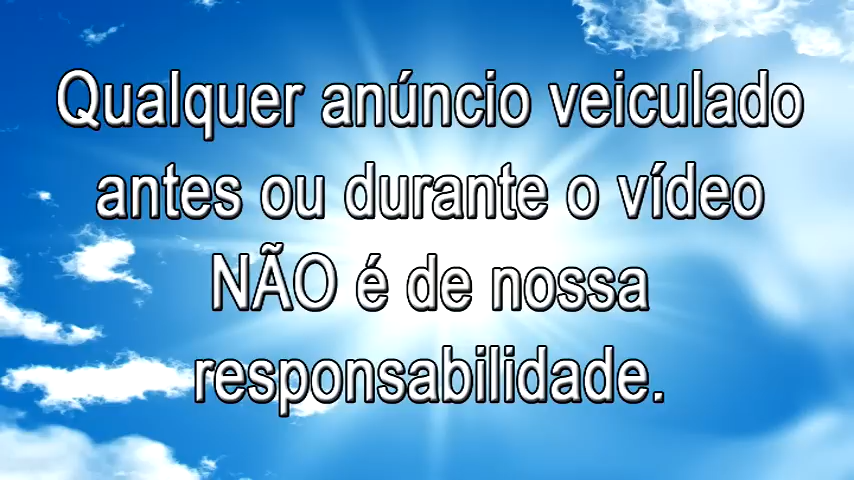 Qualquer anúncio veiculado
antes ou durante o vídeo
NÃO é de nossa
responsabilidade.